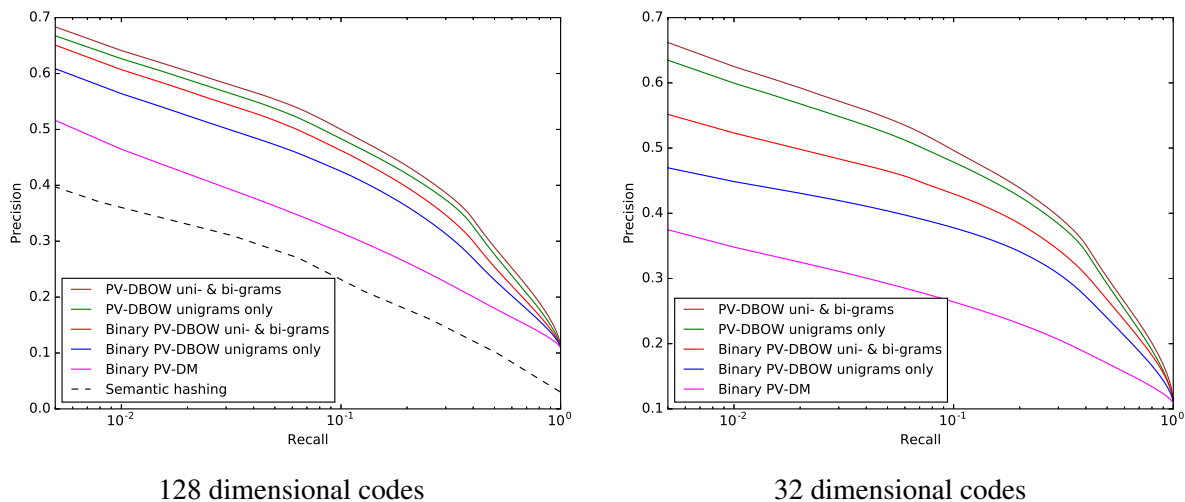 0.7
0.6
0.5
0.4
0.3
0.2
0.1
0.0
Precision
PV-DBOW uni- & bi-grams
PV-DBOW unigrams only
Binary PV-DBOW uni- & bi-grams
Binary PV-DBOW unigrams only
Binary PV-DM
Semantic hashing
10⁻² 10⁻¹ 10⁰
Recall
128 dimensional codes
0.7
0.6
0.5
0.4
0.3
0.2
0.1
Precision
PV-DBOW uni- & bi-grams
PV-DBOW unigrams only
Binary PV-DBOW uni- & bi-grams
Binary PV-DBOW unigrams only
Binary PV-DM
10⁻² 10⁻¹ 10⁰
Recall
32 dimensional codes